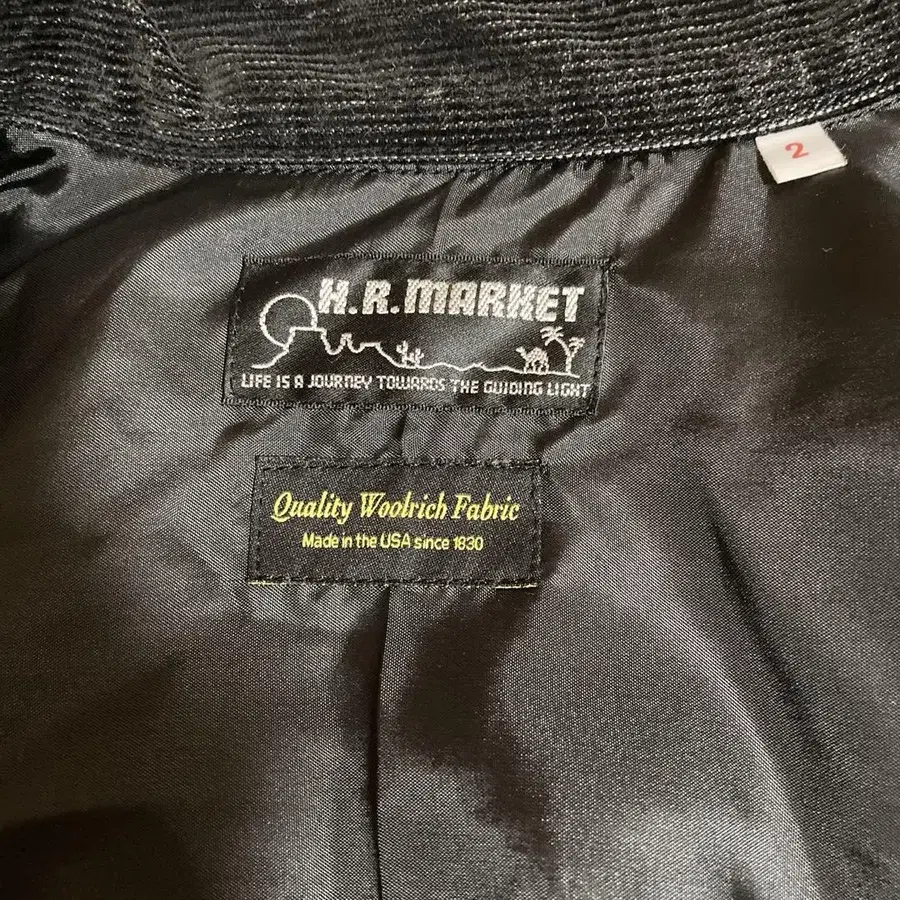 2
H.R.MARKET
LIFE IS A JOURNEY TOWARDS THE GUIDING LIGHT
Quality Woolrich Fabric
Made in the USA since 1830